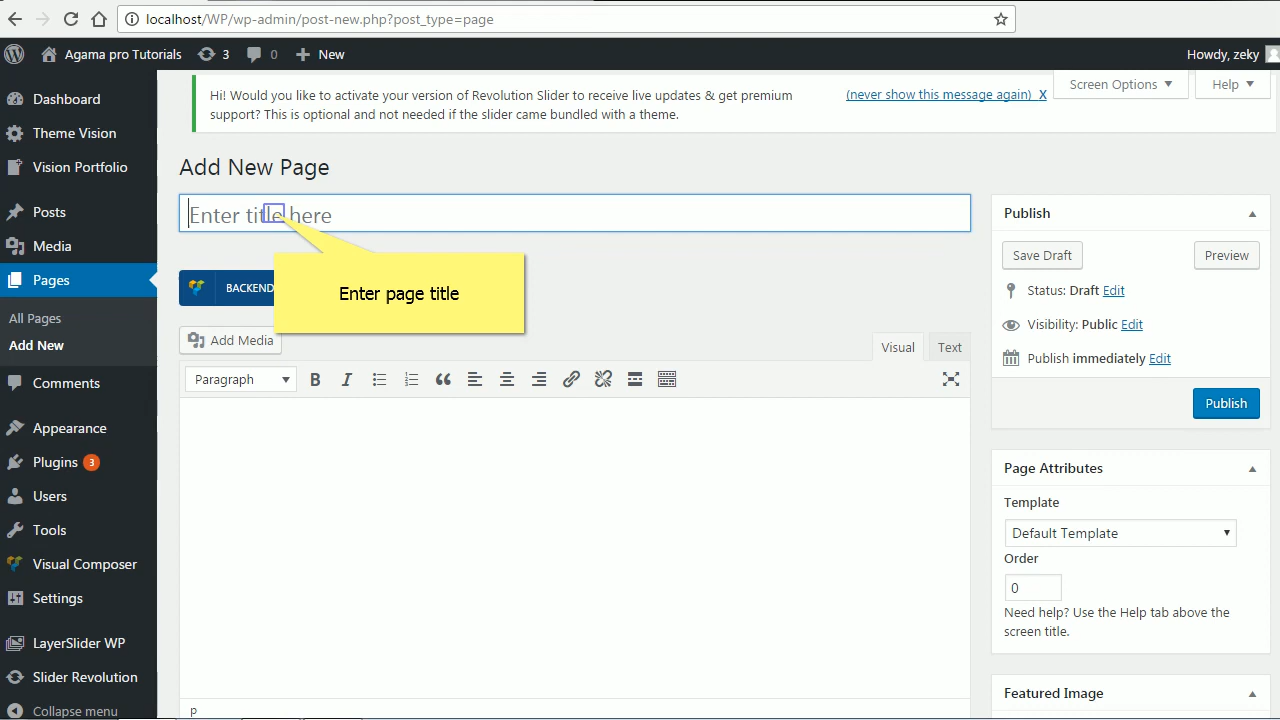 localhost/WP/wp-admin/post-new.php?post_type=page
Agama pro Tutorials 3 0 New Howdy, zeky
Dashboard
Theme Vision
Vision Portfolio
Posts
Media
Pages
All Pages
Add New
Comments
Appearance
Plugins 3
Users
Tools
Visual Composer
Settings
LayerSlider WP
Slider Revolution
Collapse menu
Hi! Would you like to activate your version of Revolution Slider to receive live updates & get premium
support? This is optional and not needed if the slider came bundled with a theme.
(never show this message again) X
Screen Options
Help
Add New Page
Enter title here
Enter page title
BACKEND
Add Media
Visual Text
Paragraph
p
Publish
Save Draft Preview
Status: Draft Edit
Visibility: Public Edit
Publish immediately Edit
Publish
Page Attributes
Template
Default Template
Order
0
Need help? Use the Help tab above the
screen title.
Featured Image